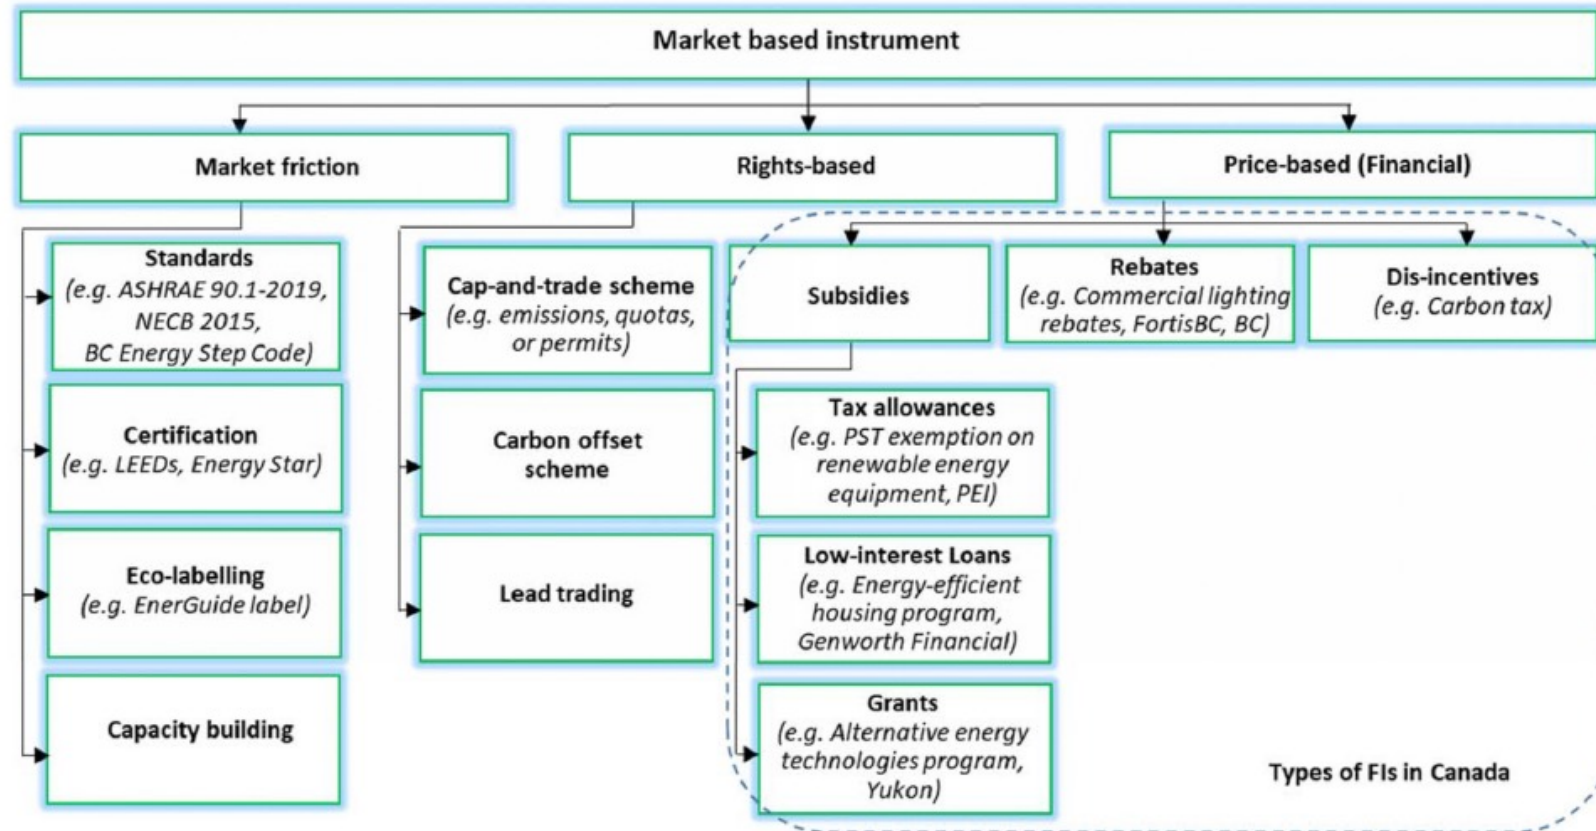 Market based instrument
Market friction
Rights-based
Price-based (Financial)
Standards
(e.g. ASHRAE 90.1-2019,
NECB 2015,
BC Energy Step Code)
Certification
(e.g. LEEDs, Energy Star)
Eco-labelling
(e.g. EnerGuide label)
Capacity building
Cap-and-trade scheme
(e.g. emissions, quotas,
or permits)
Carbon offset
scheme
Lead trading
Subsidies
Rebates
(e.g. Commercial lighting
rebates, FortisBC, BC)
Dis-incentives
(e.g. Carbon tax)
Tax allowances
(e.g. PST exemption on
renewable energy
equipment, PEI)
Low-interest Loans
(e.g. Energy-efficient
housing program,
Genworth Financial)
Grants
(e.g. Alternative energy
technologies program,
Yukon)
Types of FIs in Canada